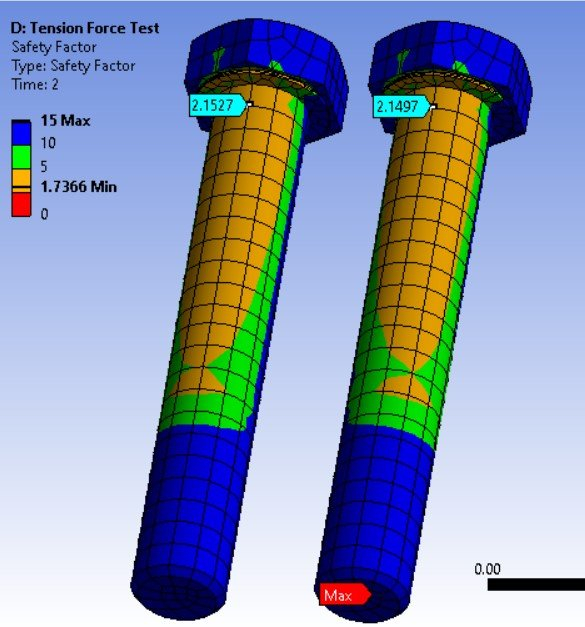 D: Tension Force Test
Safety Factor
Type: Safety Factor
Time: 2
15 Max
10
5
1.7366 Min
0
2.1527
2.1497
Max
0.00